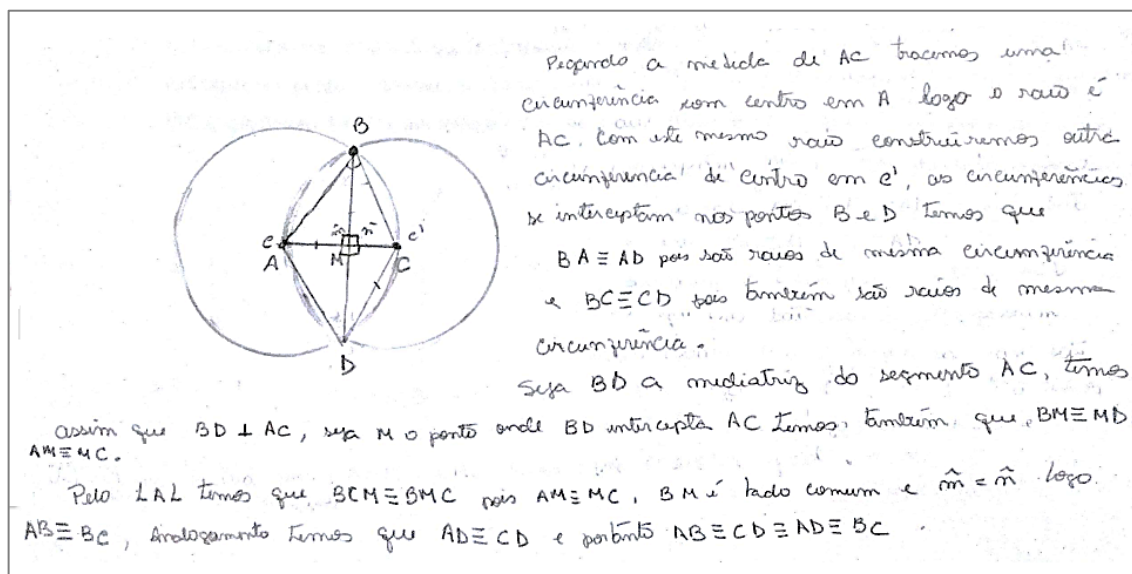 Pegando a medida de AC tracemos uma
circunferência com centro em A logo o raio é
AC. Com este mesmo raio construiremos outra
circunferencia de centro em c', as circunferências
se interceptam nos pontos B e D temos que
BA ≡ AD pois são raios de mesma circunferência
e BC ≡ CD pois também são raios de mesma
circunferência.
Seja BD a mediatriz do segmento AC, temos
assim que BD ⊥ AC, seja M o ponto onde BD intercepta AC temos, também, que BM ≡ MD
AM ≡ MC.
Pelo LAL temos que BCM ≡ BMC pois AM ≡ MC, BM é lado comum e m̂ = n̂ logo
AB ≡ BC, Analogamente temos que AD ≡ CD e portanto AB ≡ CD ≡ AD ≡ BC.
B
c
m̂ n̂
c'
A
M
C
D